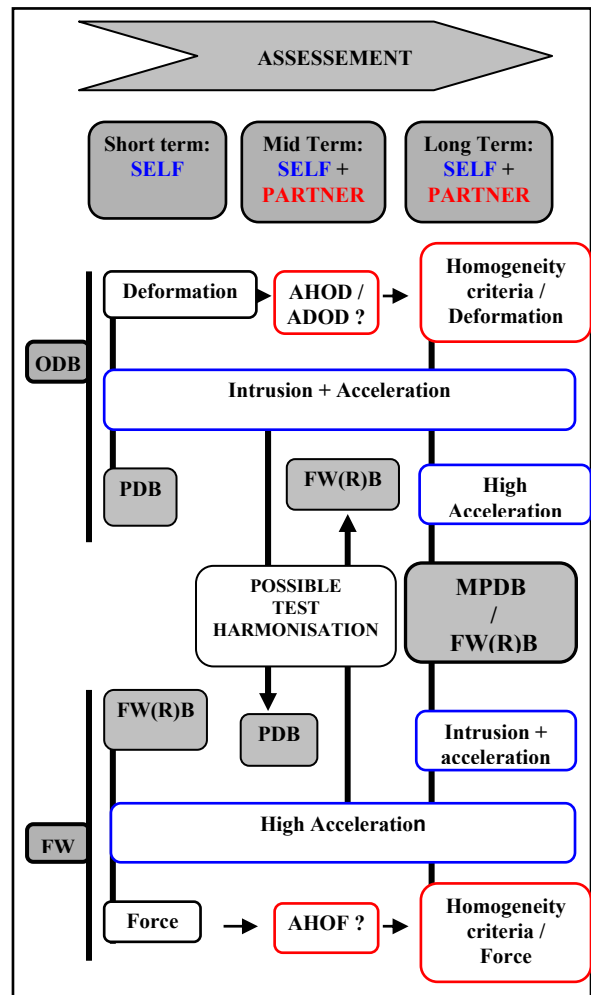 ASSESSEMENT
Short term:
SELF
Mid Term:
SELF +
PARTNER
Long Term:
SELF +
PARTNER
Deformation
AHOD /
ADOD ?
Homogeneity
criteria /
Deformation
ODB
Intrusion + Acceleration
PDB
FW(R)B
High
Acceleration
POSSIBLE
TEST
HARMONISATION
MPDB
/
FW(R)B
FW(R)B
PDB
Intrusion +
acceleration
High Acceleration
FW
Force
AHOF ?
Homogeneity
criteria /
Force